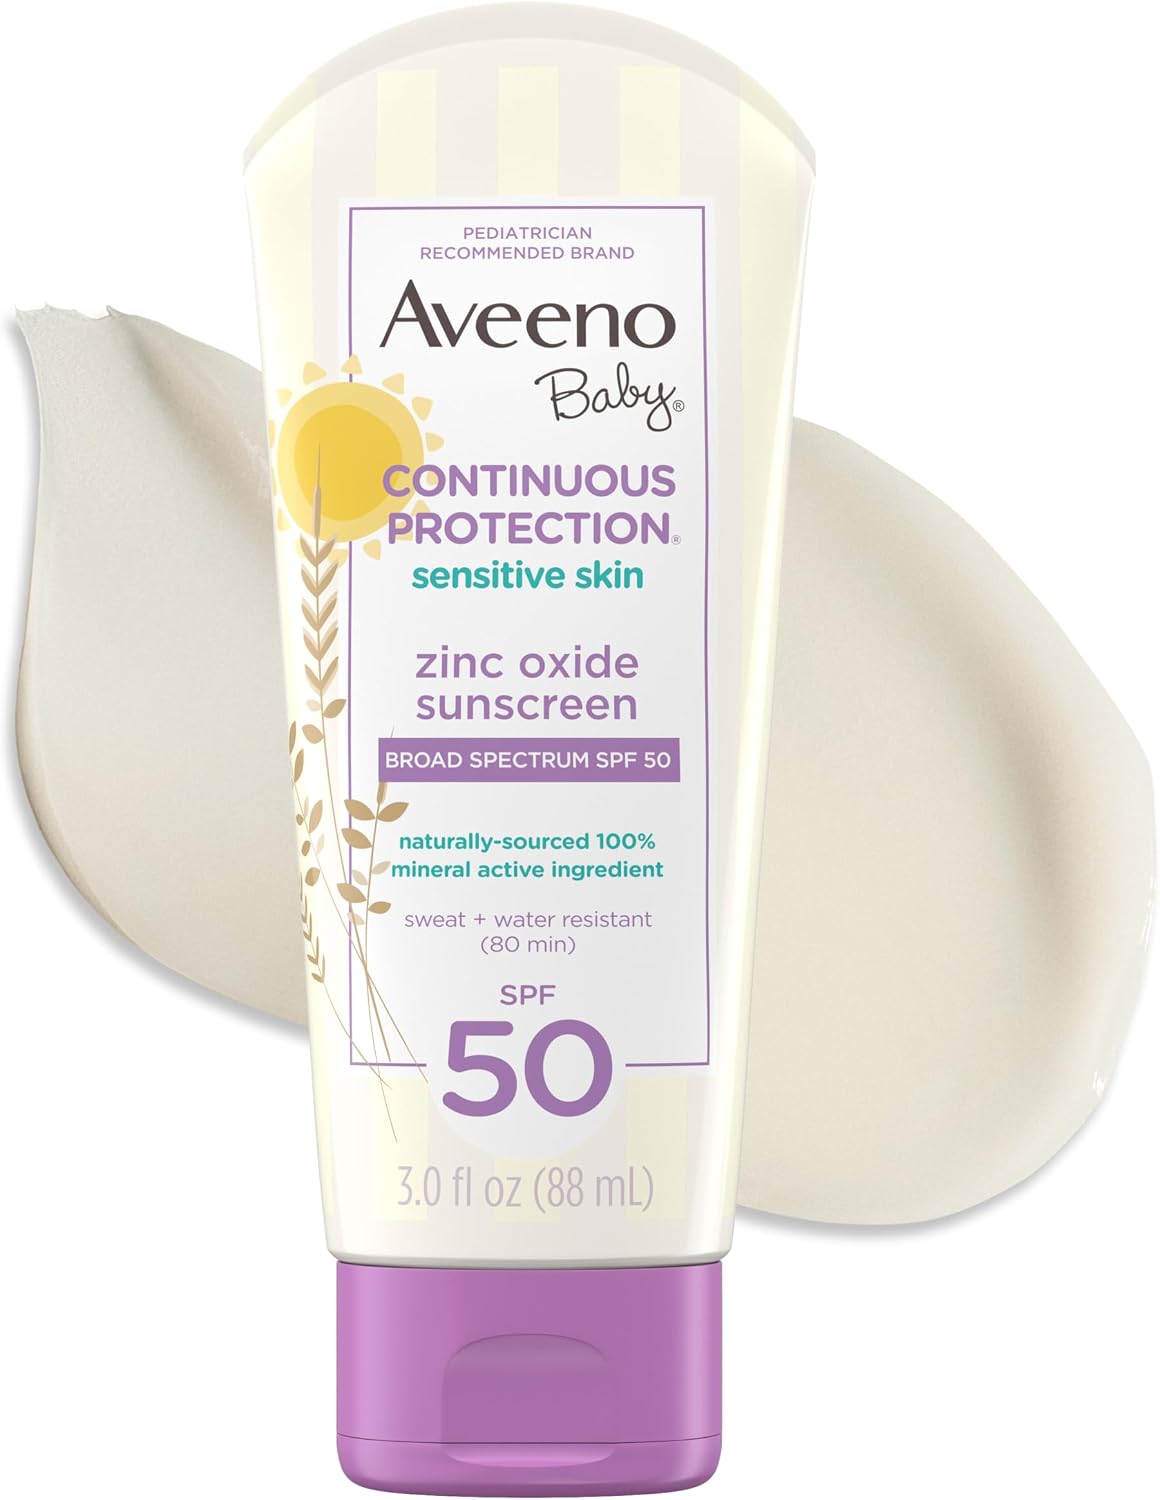 PEDIATRICIAN
RECOMMENDED BRAND
Aveeno
Baby®
CONTINUOUS
PROTECTION®
sensitive skin
zinc oxide
sunscreen
BROAD SPECTRUM SPF 50
naturally-sourced 100%
mineral active ingredient
sweat + water resistant
(80 min)
SPF
50
3.0 fl oz (88 mL)